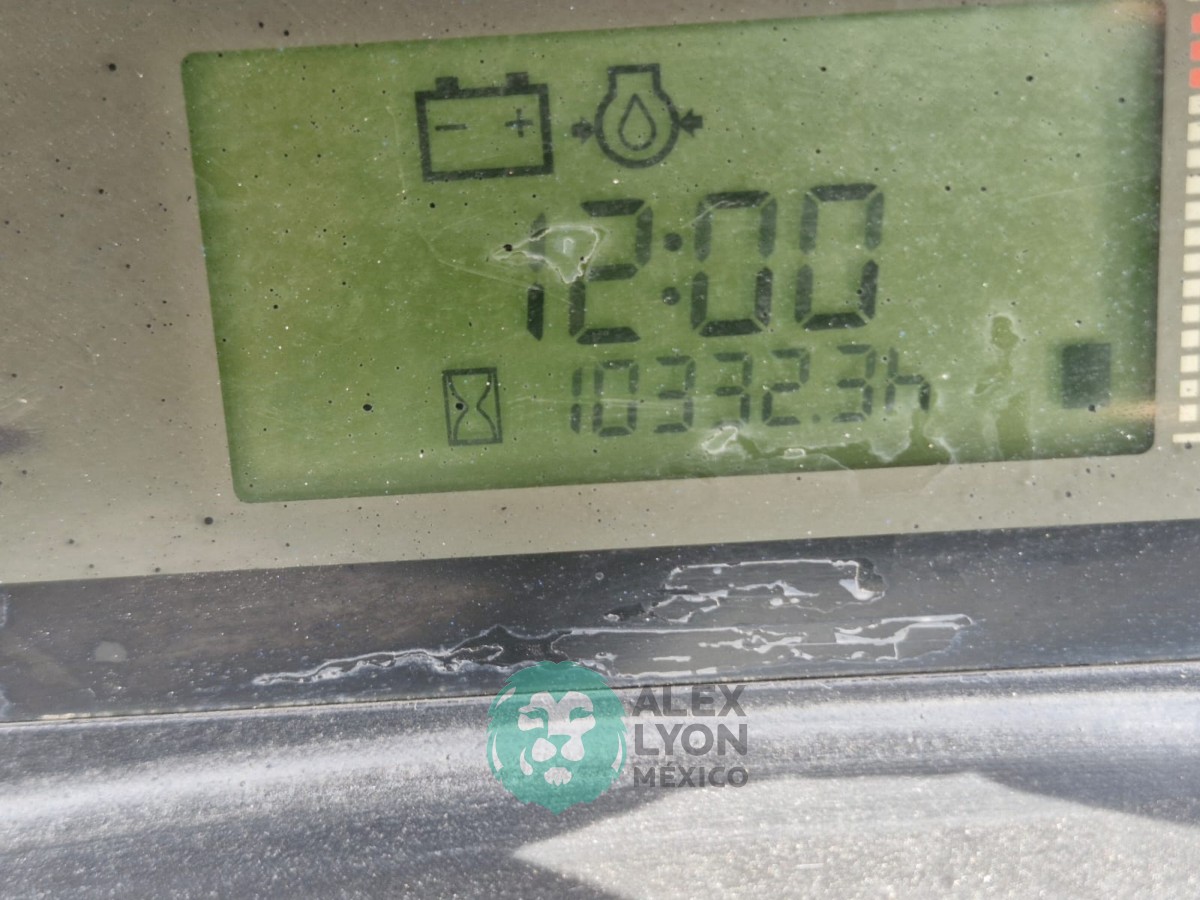 12:00
10332.3h
ALEX
LYON
MÉXICO